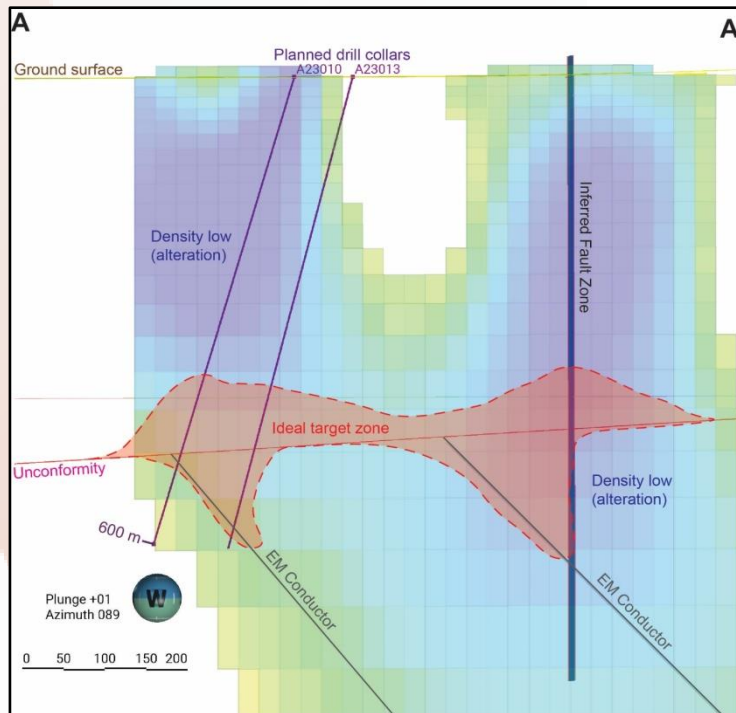 A
A
Planned drill collars
Ground surface
A23010
A23013
Density low
(alteration)
Inferred Fault Zone
Ideal target zone
Unconformity
Density low
(alteration)
600 m
EM Conductor
EM Conductor
Plunge +01
Azimuth 089
W
0 50 100 150 200